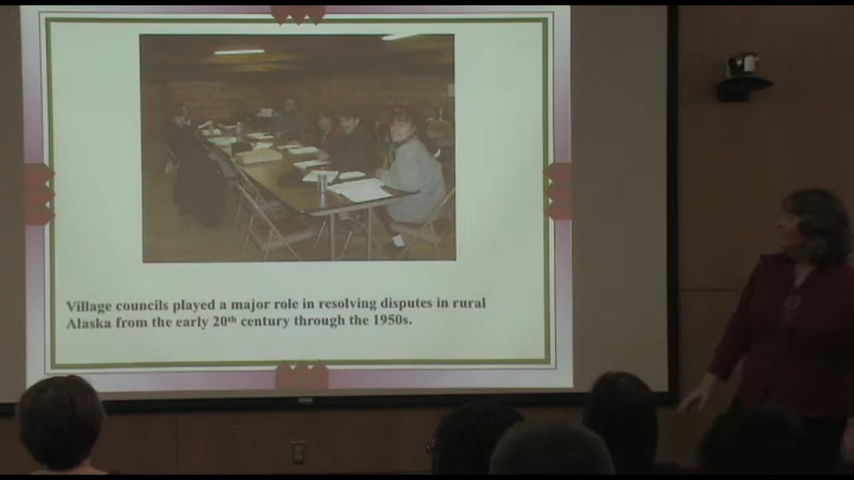 Village councils played a major role in resolving disputes in rural
Alaska from the early 20th century through the 1950s.